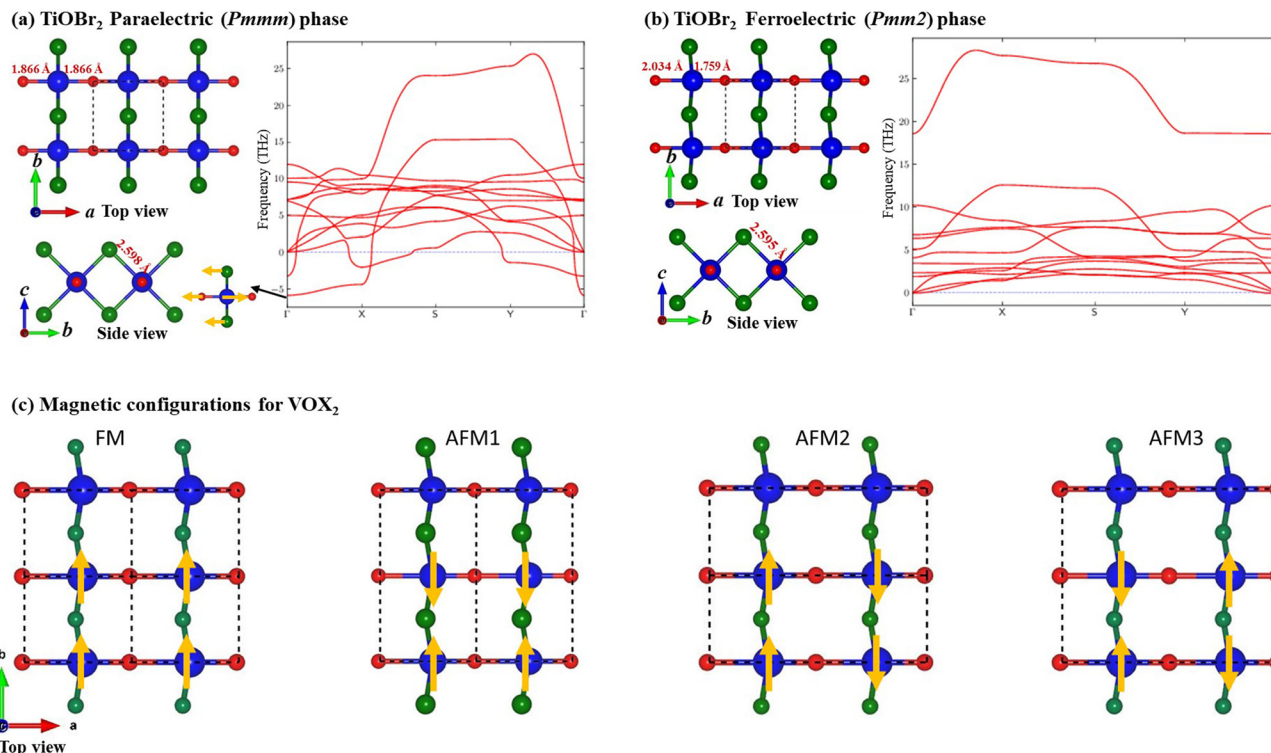 (a) TiOBr2 Paraelectric (Pmmm) phase
1.866 Å 1.866 Å
b
a Top view
2.598 Å
c
b Side view
Frequency (THz)
25
20
15
10
5
0
−5
Γ X S Y Γ
(b) TiOBr2 Ferroelectric (Pmm2) phase
2.034 Å 1.759 Å
b
a Top view
2.595 Å
c
b Side view
Frequency (THz)
25
20
15
10
5
0
Γ X S Y
(c) Magnetic configurations for VOX2
FM AFM1 AFM2 AFM3
b
a
Top view